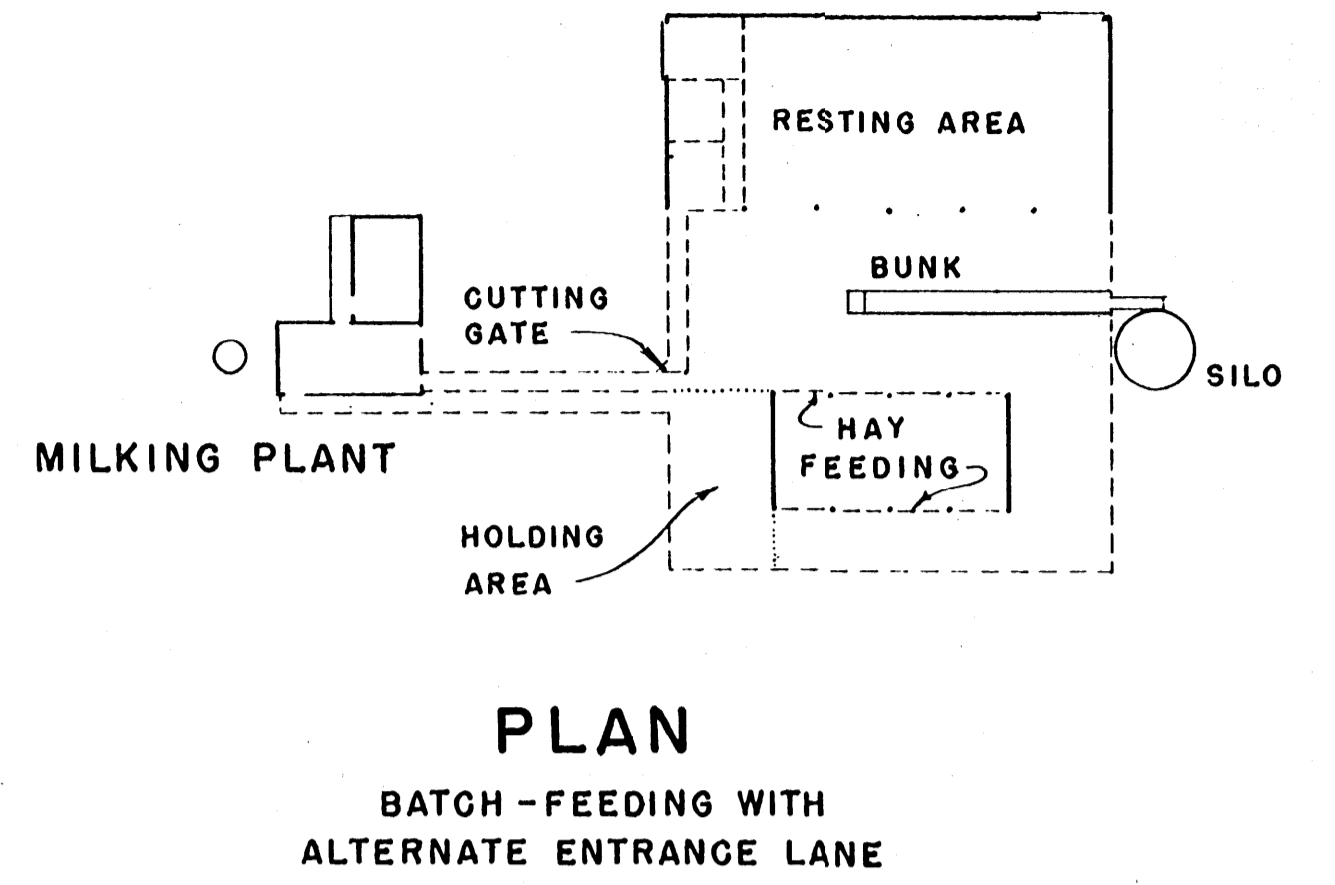 RESTING AREA
BUNK
CUTTING
GATE
SILO
HAY
FEEDING
MILKING PLANT
HOLDING
AREA
PLAN
BATCH-FEEDING WITH
ALTERNATE ENTRANCE LANE